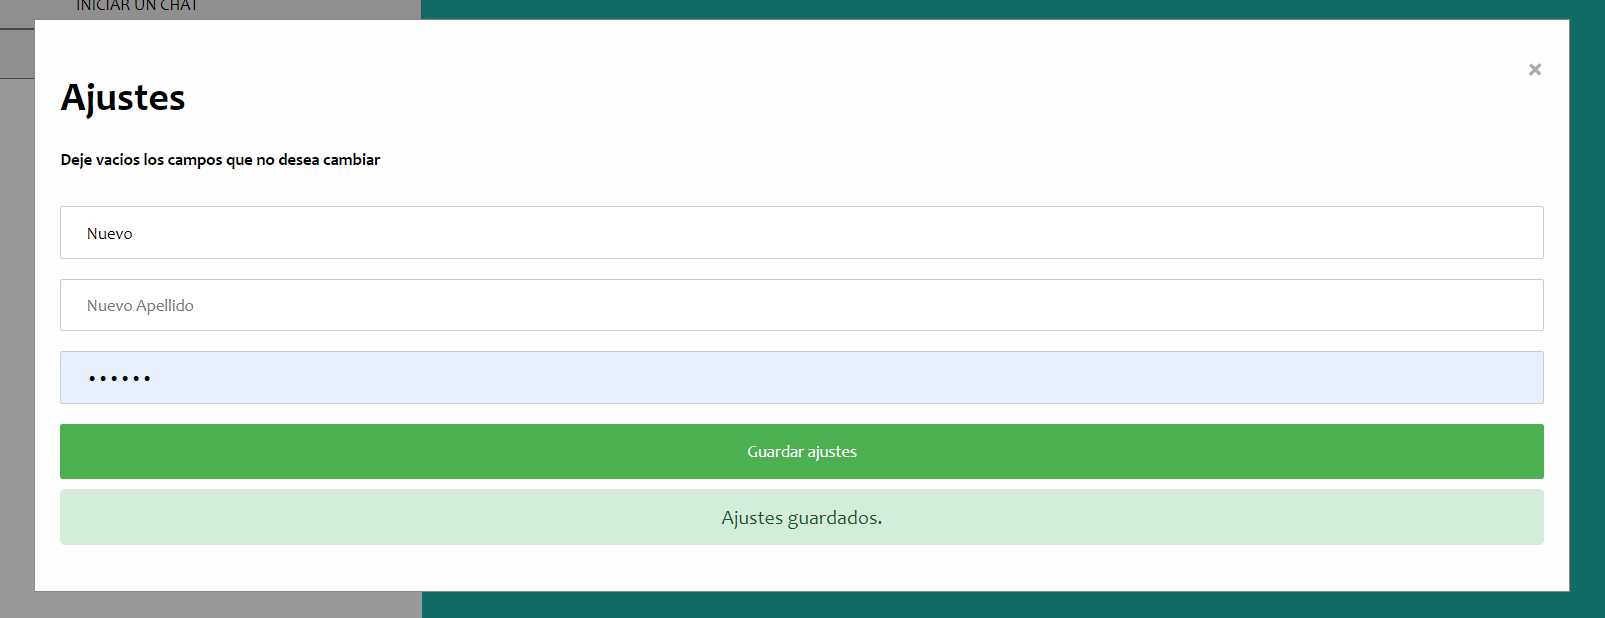 INICIAR UN CHAT
×
Ajustes
Deje vacios los campos que no desea cambiar
Nuevo
Nuevo Apellido
••••••
Guardar ajustes
Ajustes guardados.